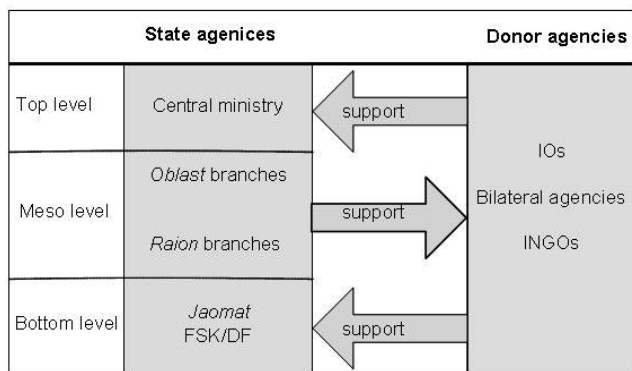 State agenices
Donor agencies
Top level
Central ministry
support
IOs
Bilateral agencies
INGOs
Meso level
Oblast branches
Raion branches
support
Bottom level
Jaomat
FSK/DF
support